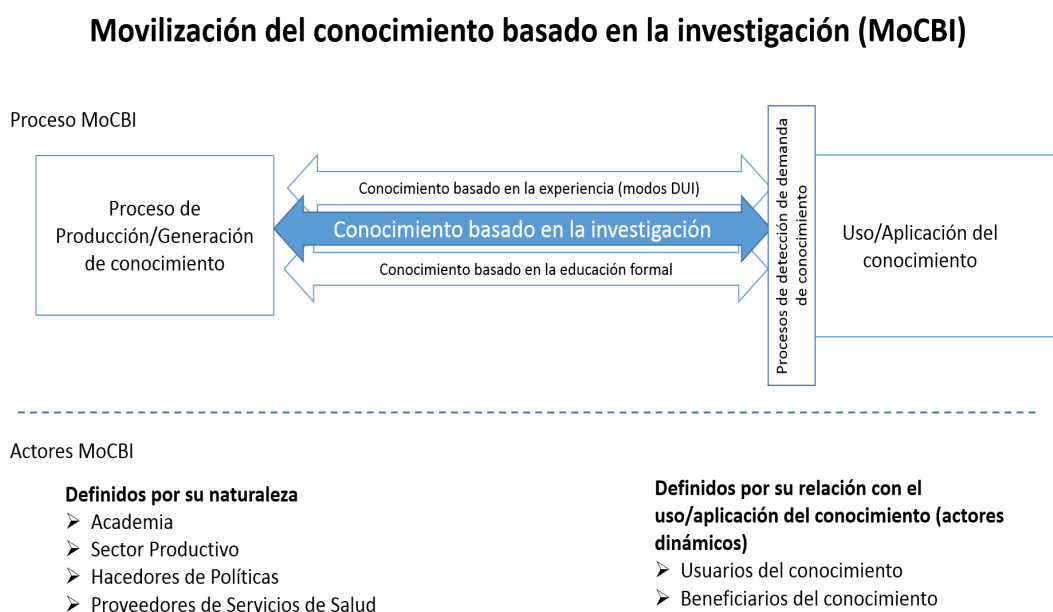 Movilización del conocimiento basado en la investigación (MoCBI)
Proceso MoCBI
Proceso de
Producción/Generación
de conocimiento
Conocimiento basado en la experiencia (modos DUI)
Conocimiento basado en la investigación
Conocimiento basado en la educación formal
Procesos de detección de demanda
de conocimiento
Uso/Aplicación del
conocimiento
Actores MoCBI
Definidos por su naturaleza
➢ Academia
➢ Sector Productivo
➢ Hacedores de Políticas
➢ Proveedores de Servicios de Salud
Definidos por su relación con el
uso/aplicación del conocimiento (actores
dinámicos)
➢ Usuarios del conocimiento
➢ Beneficiarios del conocimiento